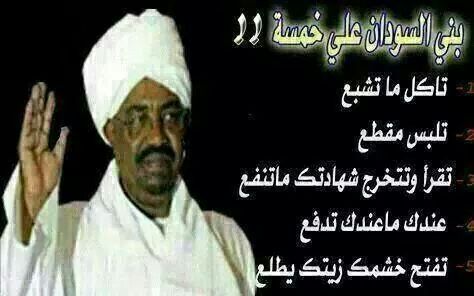 بني السودان علي خمسة ,,
1- تاكل ما تشبع
2- تلبس مقطع
3- تقرأ وتتخرج شهادتك ماتنفع
4- عندك ماعندك تدفع
5- تفتح خشمك زيتك يطلع